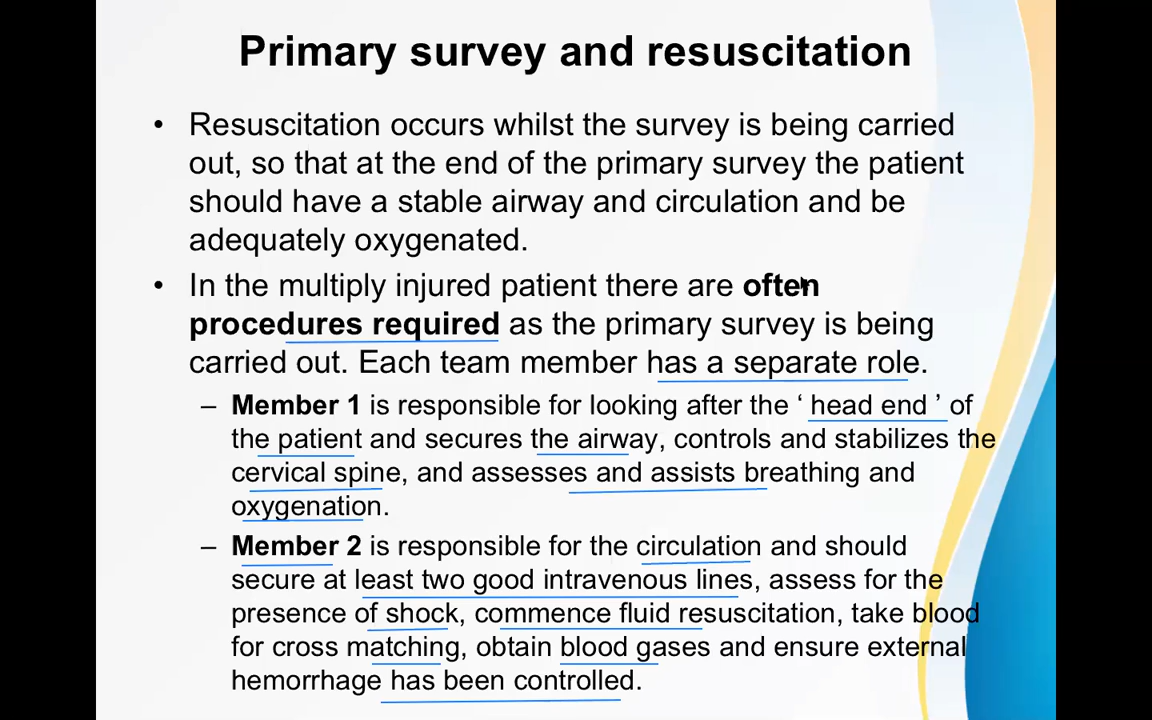 Primary survey and resuscitation
• Resuscitation occurs whilst the survey is being carried
out, so that at the end of the primary survey the patient
should have a stable airway and circulation and be
adequately oxygenated.
• In the multiply injured patient there are often
procedures required as the primary survey is being
carried out. Each team member has a separate role.
– Member 1 is responsible for looking after the ‘ head end ’ of
the patient and secures the airway, controls and stabilizes the
cervical spine, and assesses and assists breathing and
oxygenation.
– Member 2 is responsible for the circulation and should
secure at least two good intravenous lines, assess for the
presence of shock, commence fluid resuscitation, take blood
for cross matching, obtain blood gases and ensure external
hemorrhage has been controlled.